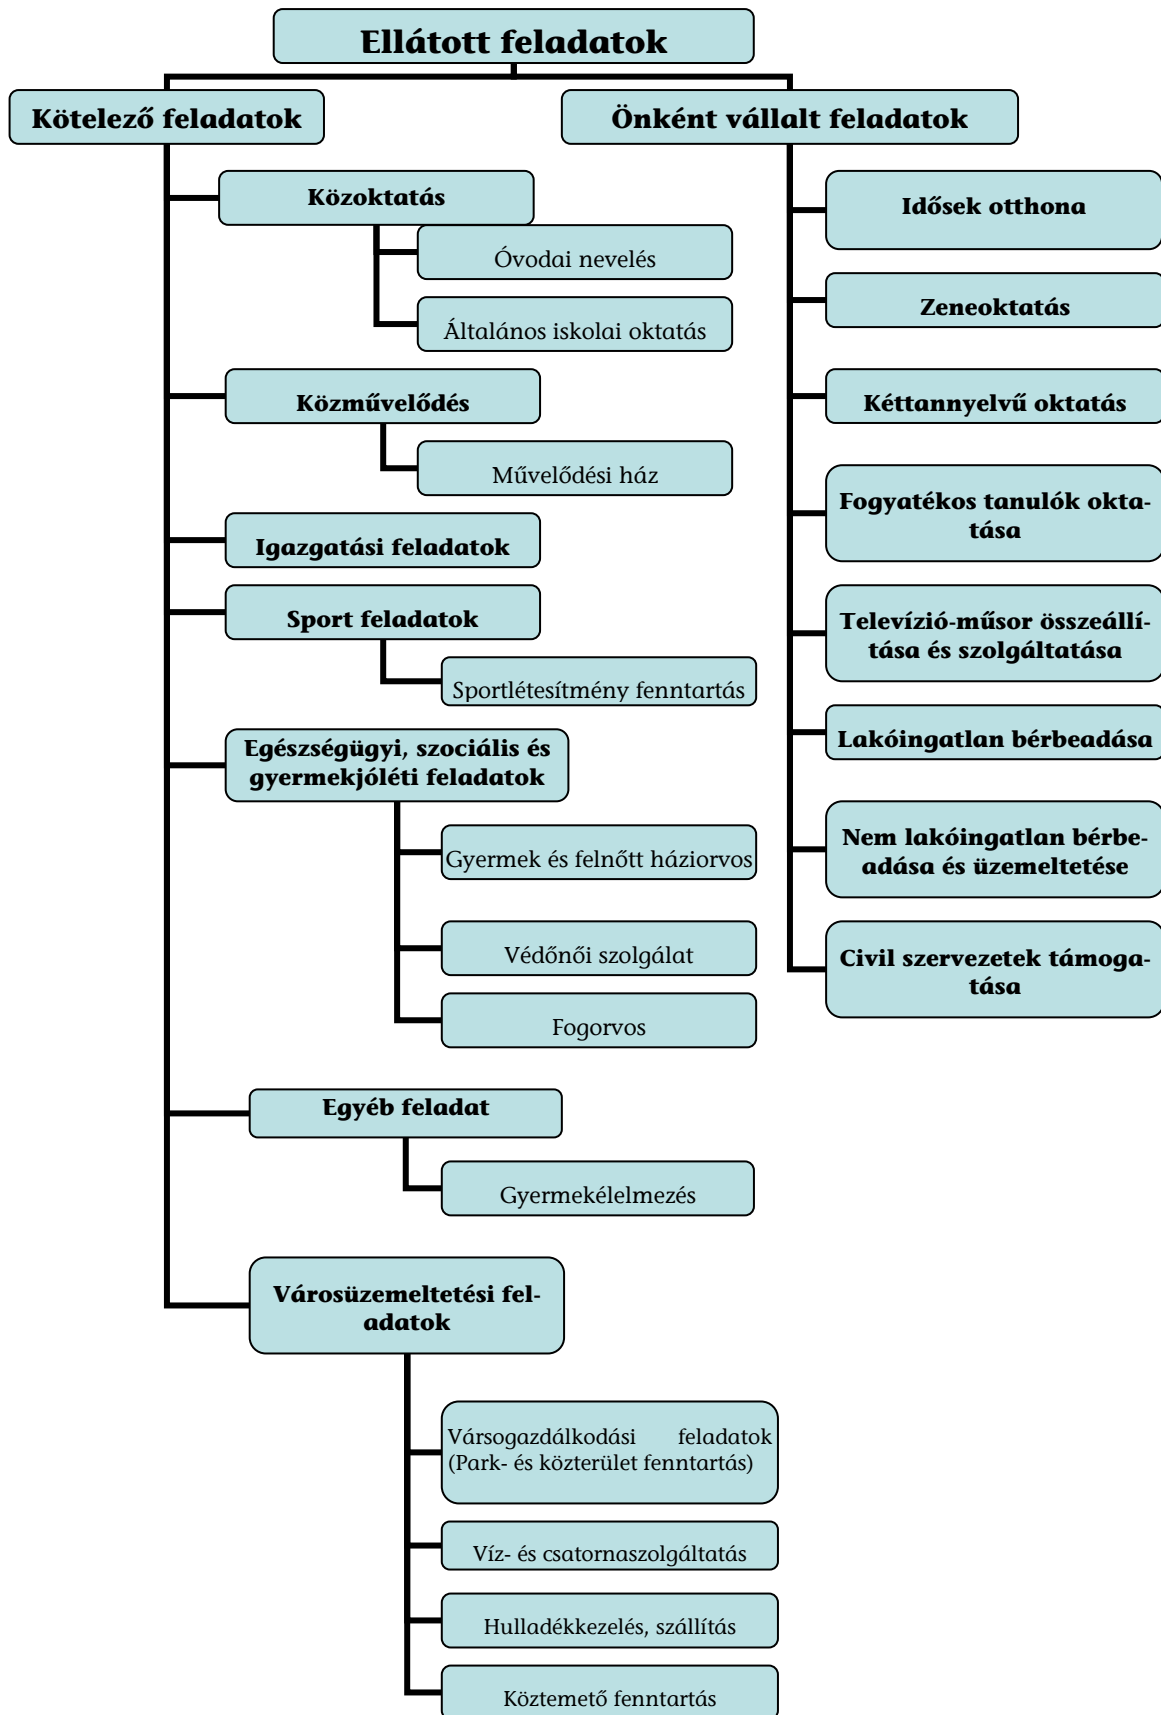 Ellátott feladatok
Kötelező feladatok
Közoktatás
Óvodai nevelés
Általános iskolai oktatás
Közművelődés
Művelődési ház
Igazgatási feladatok
Sport feladatok
Sportlétesítmény fenntartás
Egészségügyi, szociális és
gyermekjóléti feladatok
Gyermek és felnőtt háziorvos
Védőnői szolgálat
Fogorvos
Egyéb feladat
Gyermekélelmezés
Városüzemeltetési fel-
adatok
Vársogazdálkodási feladatok
(Park- és közterület fenntartás)
Víz- és csatornaszolgáltatás
Hulladékkezelés, szállítás
Köztemető fenntartás
Önként vállalt feladatok
Idősek otthona
Zeneoktatás
Kéttannyelvű oktatás
Fogyatékos tanulók okta-
tása
Televízió-műsor összeállí-
tása és szolgáltatása
Lakóingatlan bérbeadása
Nem lakóingatlan bérbe-
adása és üzemeltetése
Civil szervezetek támoga-
tása